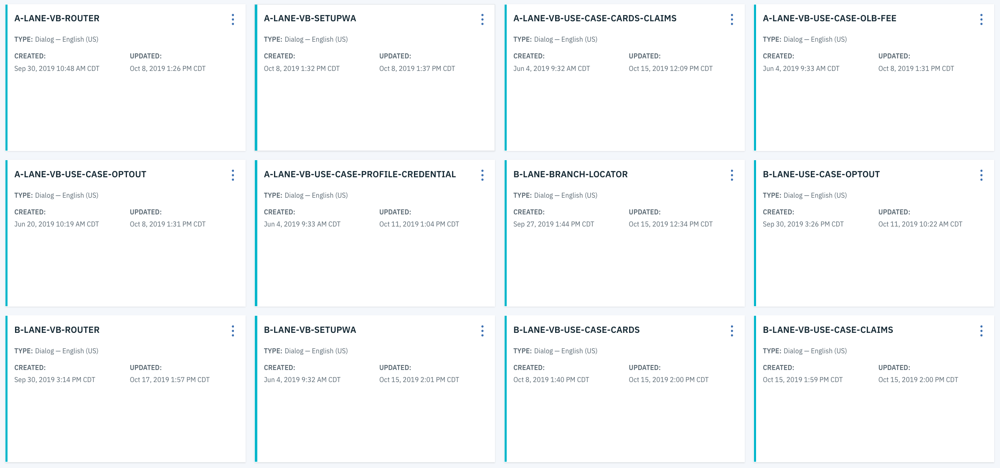 A-LANE-VB-ROUTER
TYPE: Dialog — English (US)
CREATED:
Sep 30, 2019 10:48 AM CDT
UPDATED:
Oct 8, 2019 1:26 PM CDT
A-LANE-VB-SETUPWA
TYPE: Dialog — English (US)
CREATED:
Oct 8, 2019 1:32 PM CDT
UPDATED:
Oct 8, 2019 1:37 PM CDT
A-LANE-VB-USE-CASE-CARDS-CLAIMS
TYPE: Dialog — English (US)
CREATED:
Jun 4, 2019 9:32 AM CDT
UPDATED:
Oct 15, 2019 12:09 PM CDT
A-LANE-VB-USE-CASE-OLB-FEE
TYPE: Dialog — English (US)
CREATED:
Jun 4, 2019 9:33 AM CDT
UPDATED:
Oct 8, 2019 1:31 PM CDT
A-LANE-VB-USE-CASE-OPTOUT
TYPE: Dialog — English (US)
CREATED:
Jun 20, 2019 10:19 AM CDT
UPDATED:
Oct 8, 2019 1:31 PM CDT
A-LANE-VB-USE-CASE-PROFILE-CREDENTIAL
TYPE: Dialog — English (US)
CREATED:
Jun 4, 2019 9:33 AM CDT
UPDATED:
Oct 11, 2019 1:04 PM CDT
B-LANE-BRANCH-LOCATOR
TYPE: Dialog — English (US)
CREATED:
Sep 27, 2019 1:44 PM CDT
UPDATED:
Oct 15, 2019 12:34 PM CDT
B-LANE-USE-CASE-OPTOUT
TYPE: Dialog — English (US)
CREATED:
Sep 30, 2019 3:26 PM CDT
UPDATED:
Oct 11, 2019 10:22 AM CDT
B-LANE-VB-ROUTER
TYPE: Dialog — English (US)
CREATED:
Sep 30, 2019 3:14 PM CDT
UPDATED:
Oct 17, 2019 1:57 PM CDT
B-LANE-VB-SETUPWA
TYPE: Dialog — English (US)
CREATED:
Jun 4, 2019 9:32 AM CDT
UPDATED:
Oct 15, 2019 2:01 PM CDT
B-LANE-VB-USE-CASE-CARDS
TYPE: Dialog — English (US)
CREATED:
Oct 8, 2019 1:40 PM CDT
UPDATED:
Oct 15, 2019 2:00 PM CDT
B-LANE-VB-USE-CASE-CLAIMS
TYPE: Dialog — English (US)
CREATED:
Oct 15, 2019 1:59 PM CDT
UPDATED:
Oct 15, 2019 2:00 PM CDT